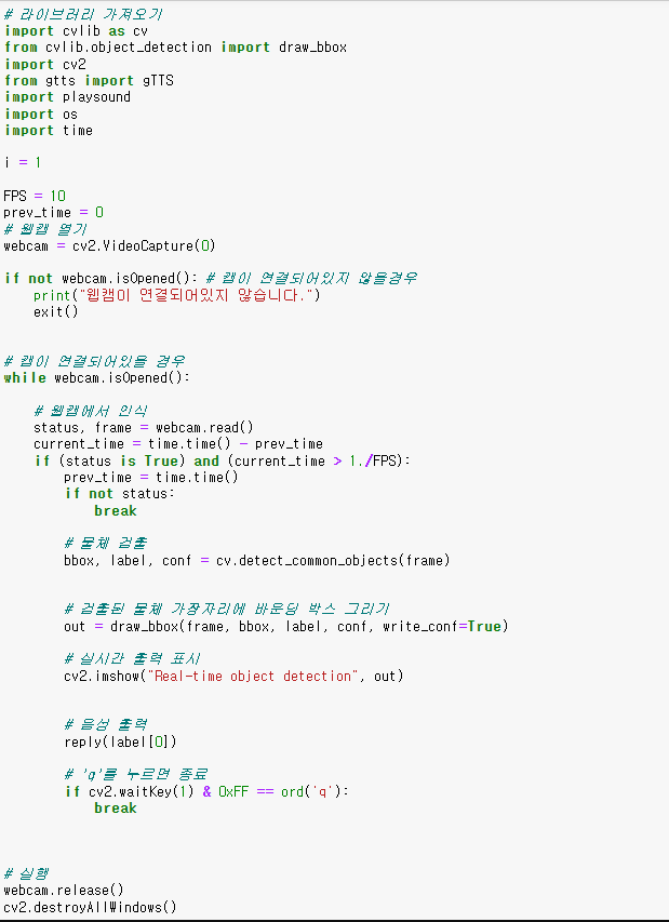 # 라이브러리 가져오기
import cvlib as cv
from cvlib.object_detection import draw_bbox
import cv2
from gtts import gTTS
import playsound
import os
import time
i = 1
FPS = 10
prev_time = 0
# 웹캠 열기
webcam = cv2.VideoCapture(0)
if not webcam.isOpened(): # 캠이 연결되어있지 않을경우
    print("웹캠이 연결되어있지 않습니다.")
    exit()
# 캠이 연결되어있을 경우
while webcam.isOpened():
    # 웹캠에서 인식
    status, frame = webcam.read()
    current_time = time.time() - prev_time
    if (status is True) and (current_time > 1./FPS):
        prev_time = time.time()
        if not status:
            break
        # 물체 검출
        bbox, label, conf = cv.detect_common_objects(frame)
        # 검출된 물체 가장자리에 바운딩 박스 그리기
        out = draw_bbox(frame, bbox, label, conf, write_conf=True)
        # 실시간 출력 표시
        cv2.imshow("Real-time object detection", out)
        # 음성 출력
        reply(label[0])
        # 'q'를 누르면 종료
        if cv2.waitKey(1) & 0xFF == ord('q'):
            break
# 실행
webcam.release()
cv2.destroyAllWindows()